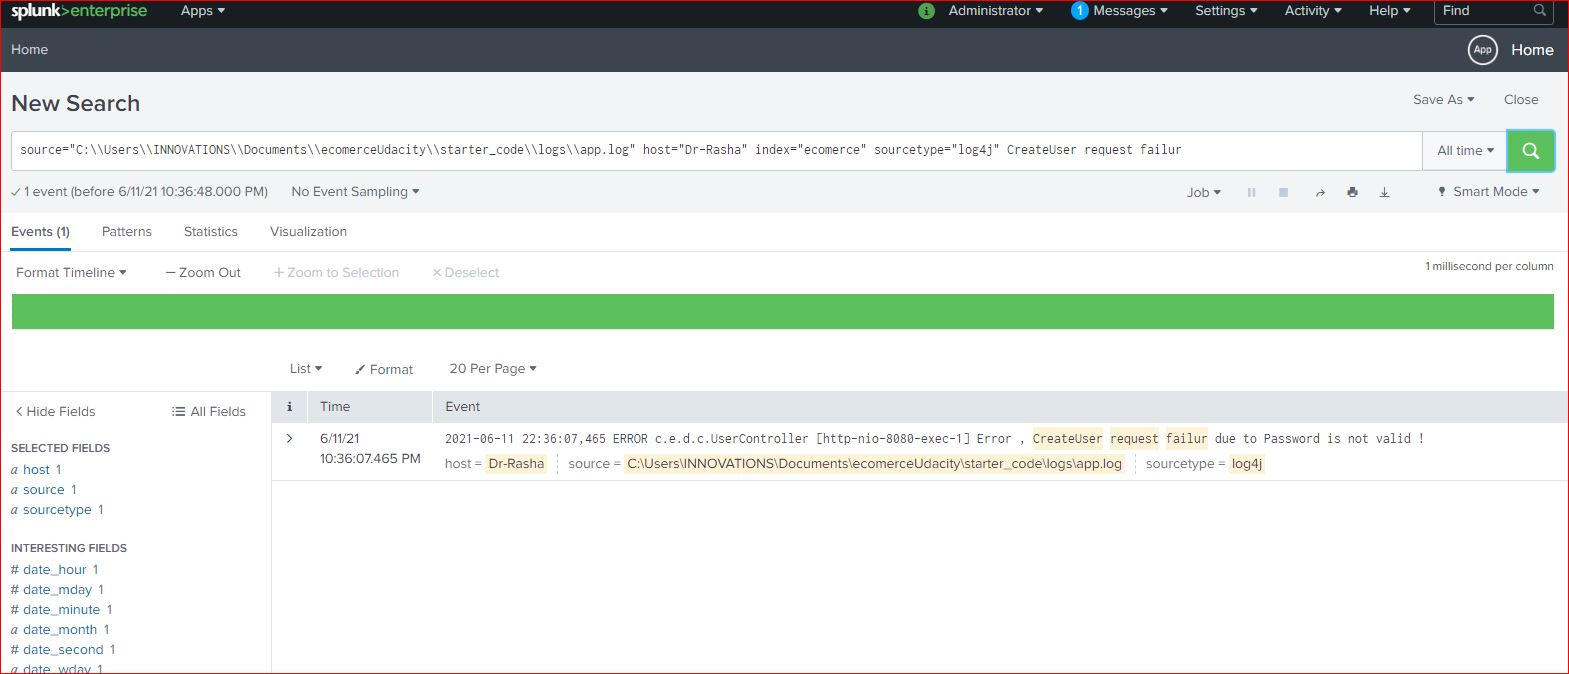 splunk>enterprise Apps ▾ i Administrator ▾ 1 Messages ▾ Settings ▾ Activity ▾ Help ▾ Find
Home App Home
New Search Save As ▾ Close
source="C:\\Users\\INNOVATIONS\\Documents\\ecomerceUdacity\\starter_code\\logs\\app.log" host="Dr-Rasha" index="ecomerce" sourcetype="log4j" CreateUser request failur All time ▾
✓ 1 event (before 6/11/21 10:36:48.000 PM) No Event Sampling ▾ Job ▾ Smart Mode ▾
Events (1) Patterns Statistics Visualization
Format Timeline ▾ — Zoom Out + Zoom to Selection × Deselect 1 millisecond per column
List ▾ Format 20 Per Page ▾
< Hide Fields All Fields i Time Event
SELECTED FIELDS
a host 1
a source 1
a sourcetype 1
INTERESTING FIELDS
# date_hour 1
# date_mday 1
# date_minute 1
a date_month 1
# date_second 1
a date_wday 1
> 6/11/21
10:36:07.465 PM
2021-06-11 22:36:07,465 ERROR c.e.d.c.UserController [http-nio-8080-exec-1] Error , CreateUser request failur due to Password is not valid !
host = Dr-Rasha source = C:\Users\INNOVATIONS\Documents\ecomerceUdacity\starter_code\logs\app.log sourcetype = log4j